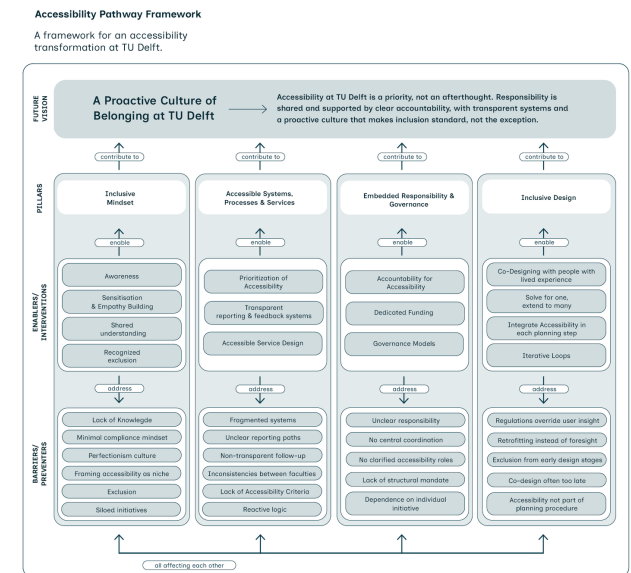 Accessibility Pathway Framework
A framework for an accessibility
transformation at TU Delft.
FUTURE
VISION
A Proactive Culture of
Belonging at TU Delft
Accessibility at TU Delft is a priority, not an afterthought. Responsibility is
shared and supported by clear accountability, with transparent systems and
a proactive culture that makes inclusion standard, not the exception.
contribute to
contribute to
contribute to
contribute to
PILLARS
Inclusive
Mindset
Accessible Systems,
Processes & Services
Embedded Responsibility &
Governance
Inclusive Design
enable
enable
enable
enable
ENABLERS/
INTERVENTIONS
Awareness
Sensitisation
& Empathy Building
Shared
understanding
Recognized
exclusion
Prioritization of
Accessibility
Transparent
reporting & feedback systems
Accessible Service Design
Accountability for
Accessibility
Dedicated Funding
Governance Models
Co-Designing with people with
lived experience
Solve for one,
extend to many
Integrate Accessibility in
each planning step
Iterative Loops
address
address
address
address
BARRIERS/
PREVENTERS
Lack of Knowlegde
Minimal compliance mindset
Perfectionism culture
Framing accessibility as niche
Exclusion
Siloed initiatives
Fragmented systems
Unclear reporting paths
Non-transparent follow-up
Inconsistencies between faculties
Lack of Accessibility Criteria
Reactive logic
Unclear responsibility
No central coordination
No clarified accessibility roles
Lack of structural mandate
Dependence on individual
initiative
Regulations override user insight
Retrofitting instead of foresight
Exclusion from early design stages
Co-design often too late
Accessibility not part of
planning procedure
all affecting each other